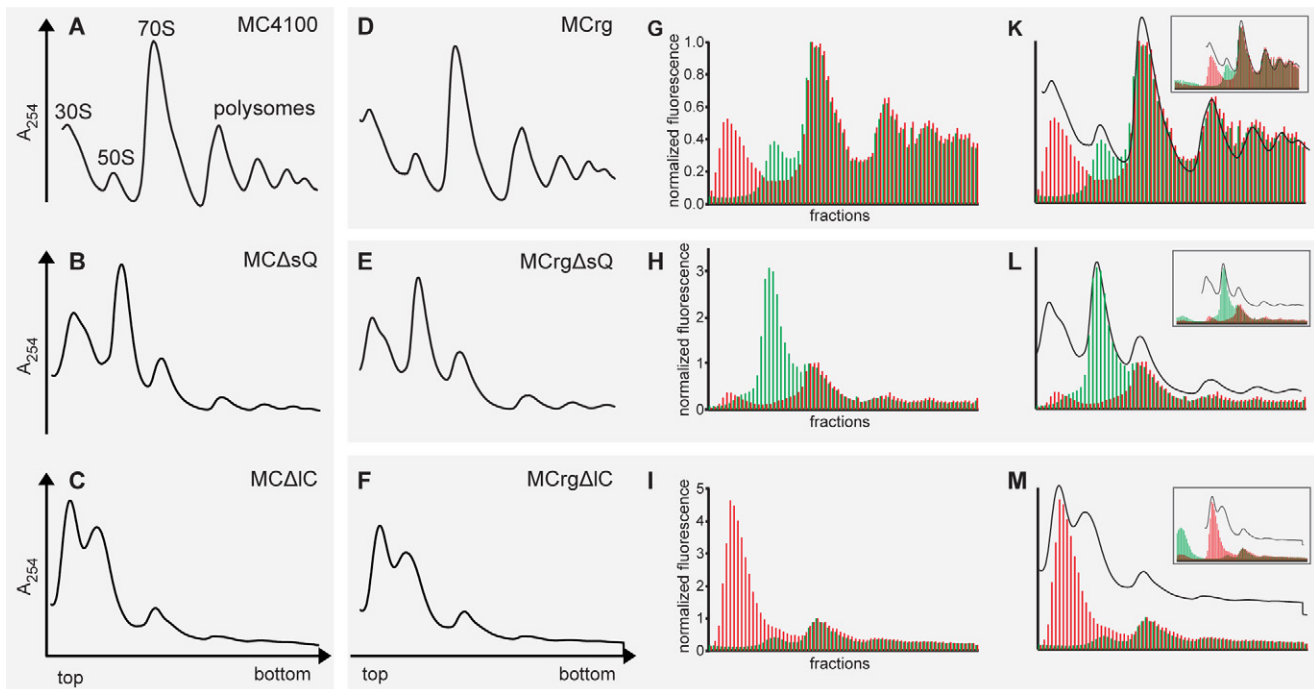 A MC4100
30S
50S
70S
polysomes
A254
D MCrg
G
normalized fluorescence
1.0
0.8
0.6
0.4
0.2
0.0
fractions
K
B MCΔsQ
A254
E MCrgΔsQ
H
normalized fluorescence
3
2
1
0
fractions
L
C MCΔlC
A254
top bottom
F MCrgΔlC
top bottom
I
normalized fluorescence
5
4
3
2
1
0
fractions
M